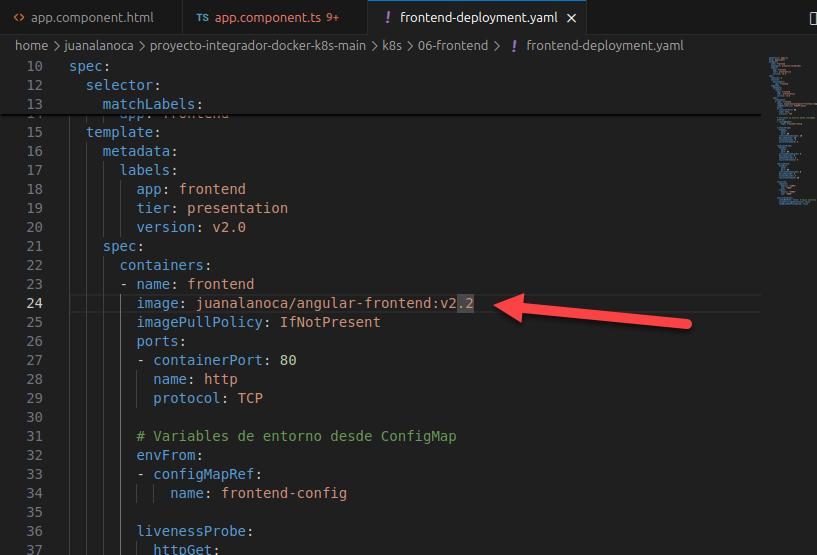 app.component.html TS app.component.ts 9+ ! frontend-deployment.yaml ×
home > juanalanoca > proyecto-integrador-docker-k8s-main > k8s > 06-frontend > ! frontend-deployment.yaml
10 spec:
12 selector:
13 matchLabels:
14 app: frontend
15 template:
16 metadata:
17 labels:
18 app: frontend
19 tier: presentation
20 version: v2.0
21 spec:
22 containers:
23 - name: frontend
24 image: juanalanoca/angular-frontend:v2.2
25 imagePullPolicy: IfNotPresent
26 ports:
27 - containerPort: 80
28 name: http
29 protocol: TCP
30
31 # Variables de entorno desde ConfigMap
32 envFrom:
33 - configMapRef:
34 name: frontend-config
35
36 livenessProbe:
37 httpGet: